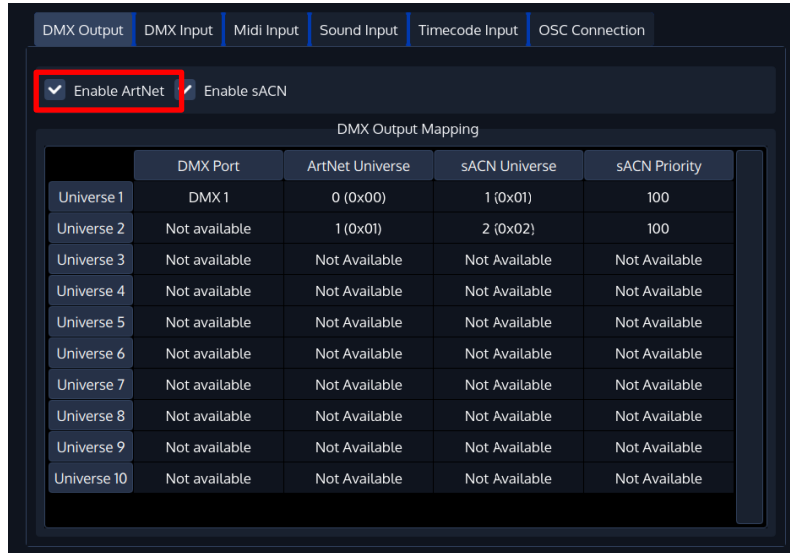 DMX Output DMX Input Midi Input Sound Input Timecode Input OSC Connection
Enable ArtNet Enable sACN
DMX Output Mapping
DMX Port ArtNet Universe sACN Universe sACN Priority
Universe 1 DMX 1 0 (0x00) 1 (0x01) 100
Universe 2 Not available 1 (0x01) 2 (0x02) 100
Universe 3 Not available Not Available Not Available Not Available
Universe 4 Not available Not Available Not Available Not Available
Universe 5 Not available Not Available Not Available Not Available
Universe 6 Not available Not Available Not Available Not Available
Universe 7 Not available Not Available Not Available Not Available
Universe 8 Not available Not Available Not Available Not Available
Universe 9 Not available Not Available Not Available Not Available
Universe 10 Not available Not Available Not Available Not Available